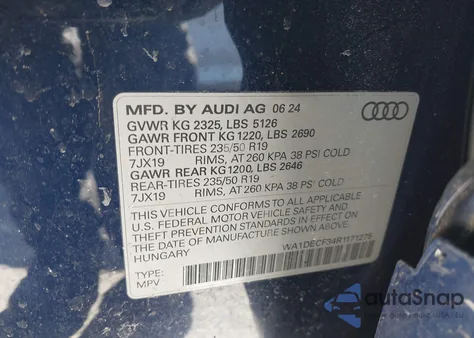 MFD. BY AUDI AG 06 24
GVWR KG 2325, LBS 5126
GAWR FRONT KG 1220, LBS 2690
FRONT-TIRES 235/50 R19
7JX19 RIMS, AT 260 KPA 38 PSI COLD
GAWR REAR KG1200, LBS 2646
REAR-TIRES 235/50 R19
7JX19 RIMS, AT 260 KPA 38 PSI COLD
THIS VEHICLE CONFORMS TO ALL APPLICABLE
U.S. FEDERAL MOTOR VEHICLE SAFETY AND
THEFT PREVENTION STANDARDS IN EFFECT ON
THE DATE OF MANUFACTURE SHOWN ABOVE.
HUNGARY WA1DECF34R1171275
TYPE:
MPV
autoSnap